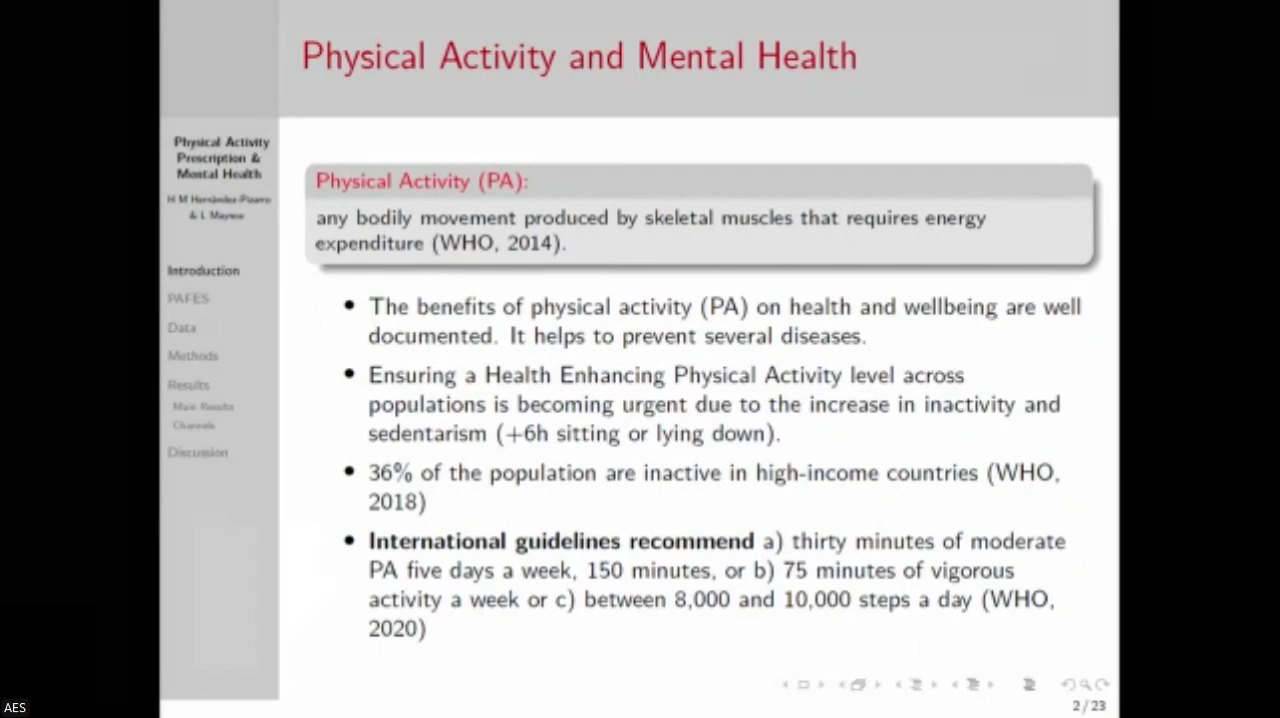 Physical Activity and Mental Health
Physical Activity
Prescription &
Mental Health
H M Hernández-Pizarro
& L Maynou
Introduction
PAFES
Data
Methods
Results
Main Results
Channels
Discussion
Physical Activity (PA):
any bodily movement produced by skeletal muscles that requires energy
expenditure (WHO, 2014).
• The benefits of physical activity (PA) on health and wellbeing are well
documented. It helps to prevent several diseases.
• Ensuring a Health Enhancing Physical Activity level across
populations is becoming urgent due to the increase in inactivity and
sedentarism (+6h sitting or lying down).
• 36% of the population are inactive in high-income countries (WHO,
2018)
• International guidelines recommend a) thirty minutes of moderate
PA five days a week, 150 minutes, or b) 75 minutes of vigorous
activity a week or c) between 8,000 and 10,000 steps a day (WHO,
2020)
2/23
AES